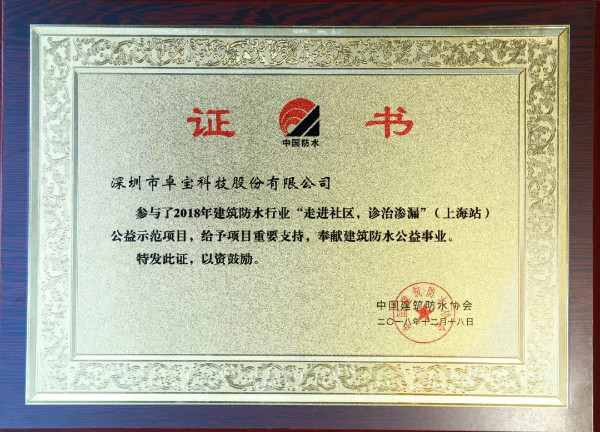 证 书
中国防水
深圳市卓宝科技股份有限公司
参与了2018年建筑防水行业“走进社区，诊治渗漏”（上海站）
公益示范项目，给予项目重要支持，奉献建筑防水公益事业。
特发此证，以资鼓励。
中国建筑防水协会
二〇一八年十二月十八日